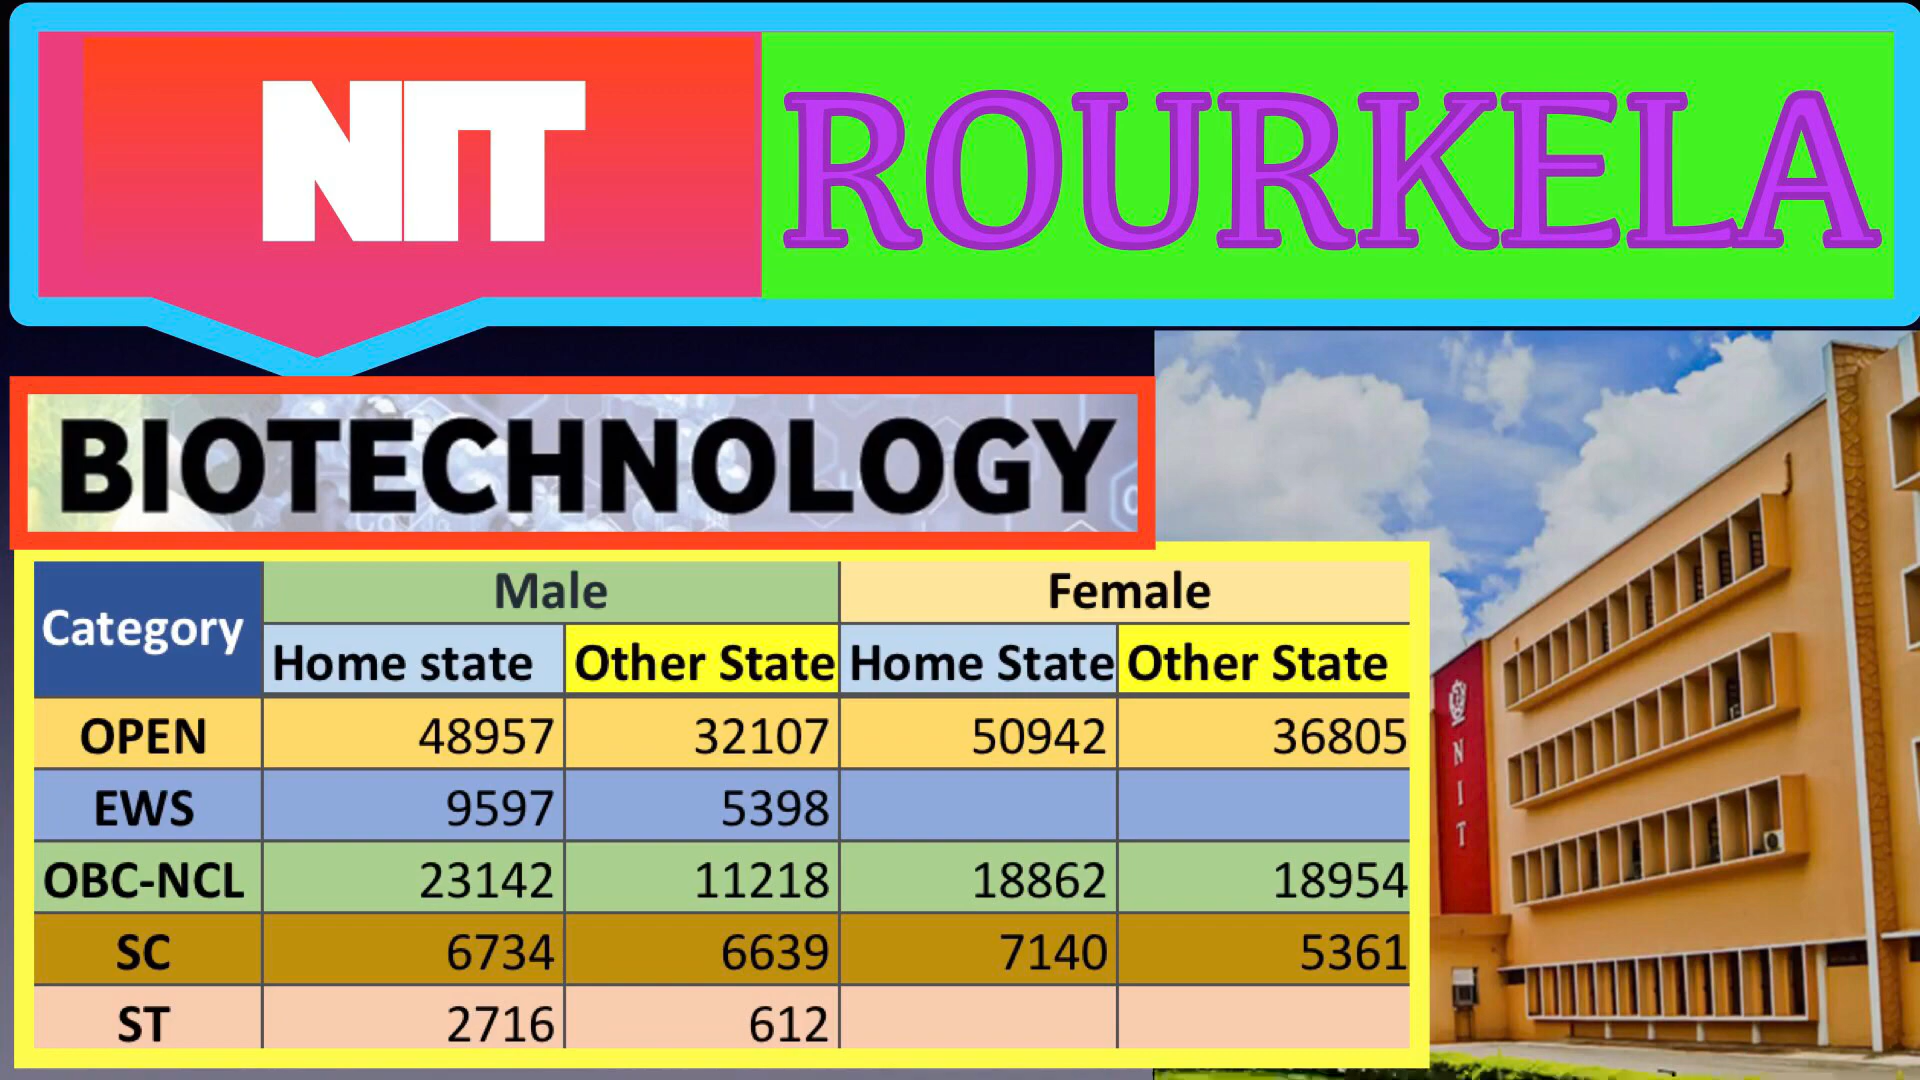 NIT ROURKELA
BIOTECHNOLOGY
Category Male Female
Home state Other State Home State Other State
OPEN 48957 32107 50942 36805
EWS 9597 5398
OBC-NCL 23142 11218 18862 18954
SC 6734 6639 7140 5361
ST 2716 612
NIT